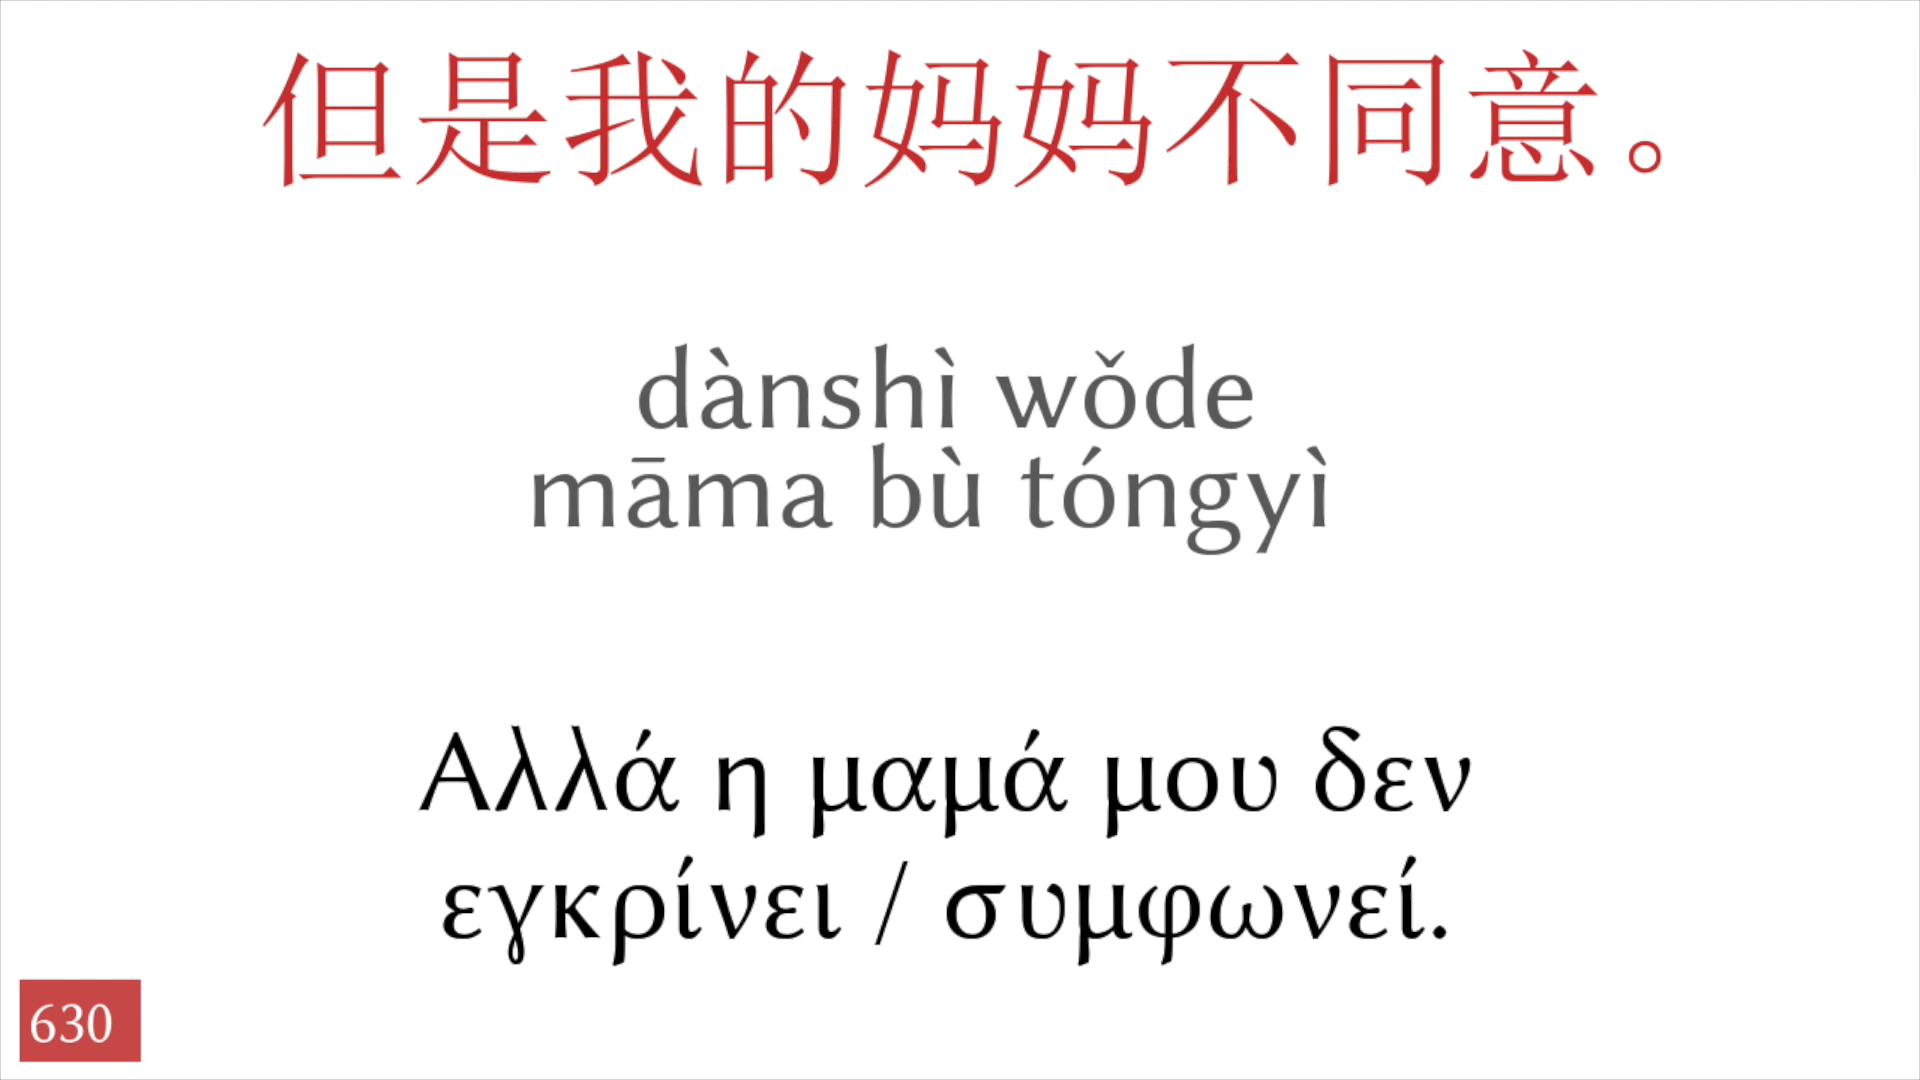 但是我的妈妈不同意。
dànshì wǒde
māma bù tóngyì
Αλλά η μαμά μου δεν
εγκρίνει / συμφωνεί.
630